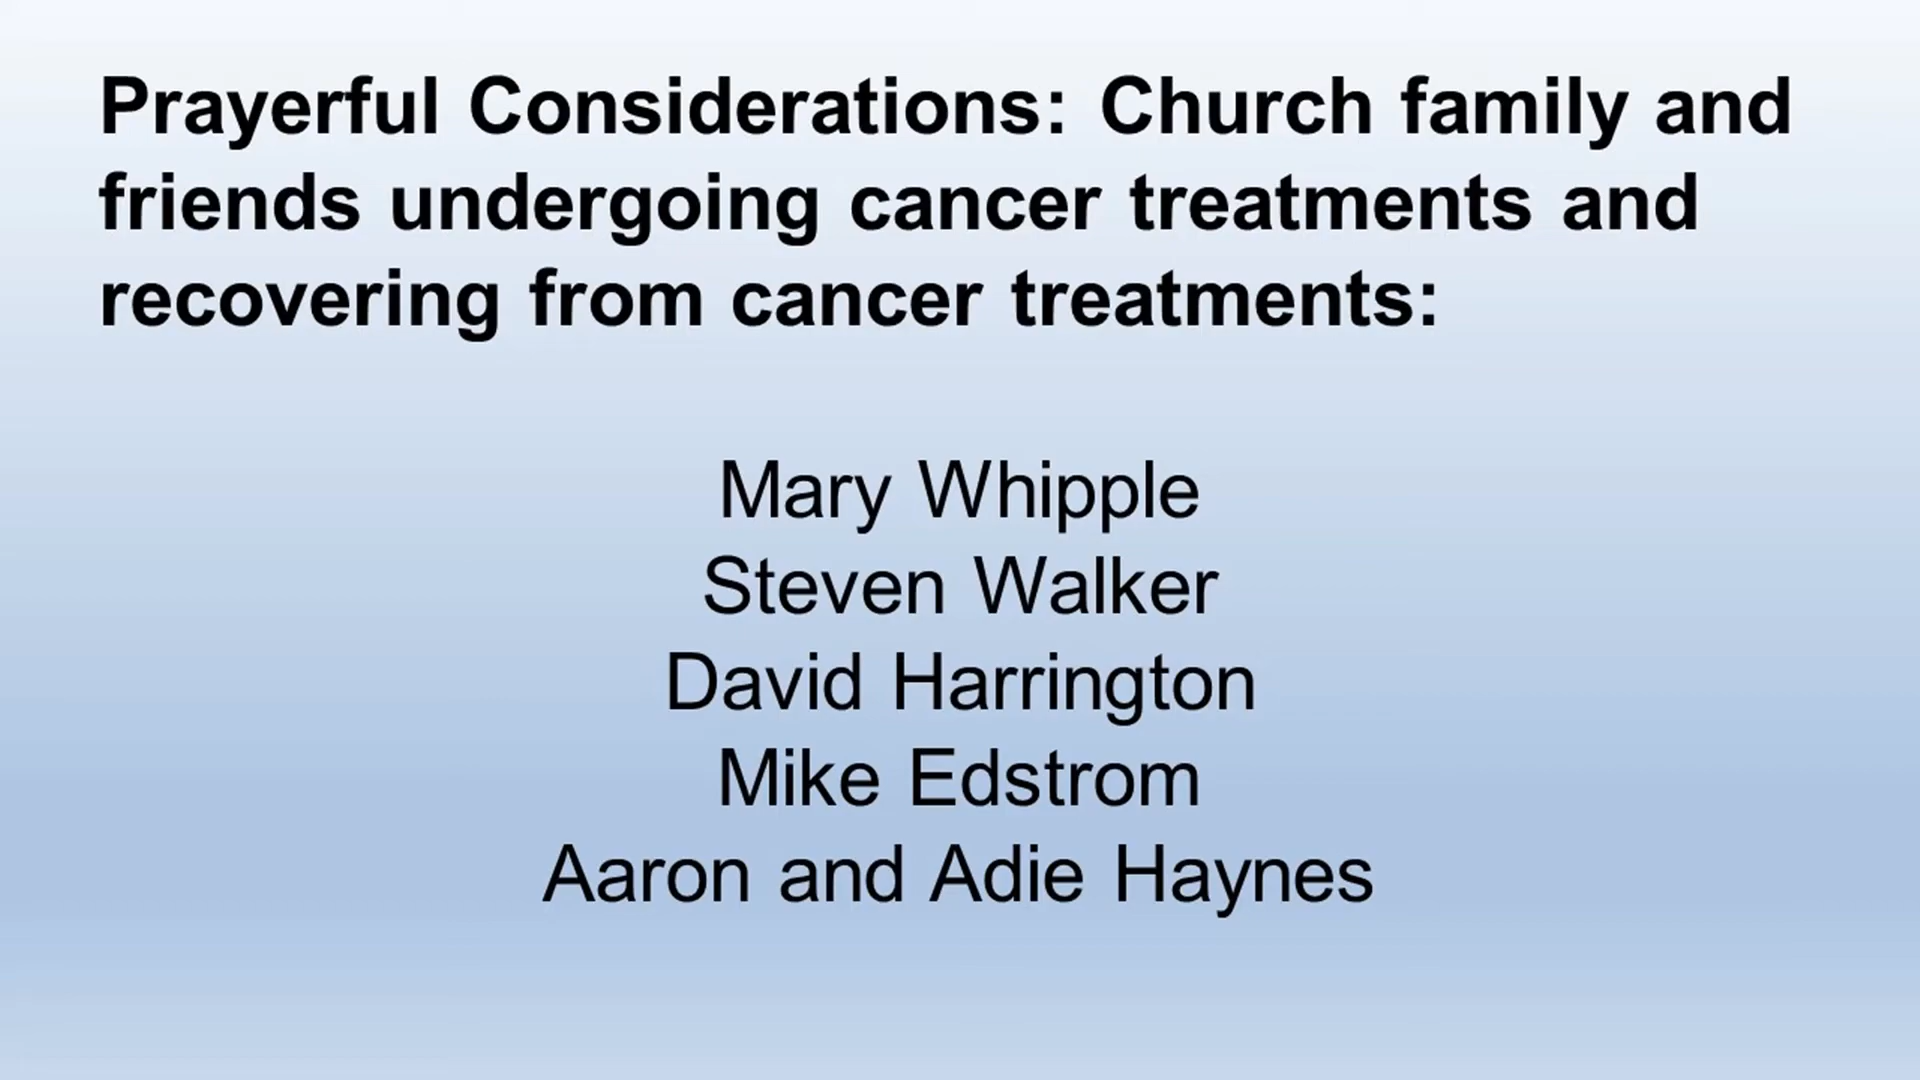 Prayerful Considerations: Church family and
friends undergoing cancer treatments and
recovering from cancer treatments:
Mary Whipple
Steven Walker
David Harrington
Mike Edstrom
Aaron and Adie Haynes